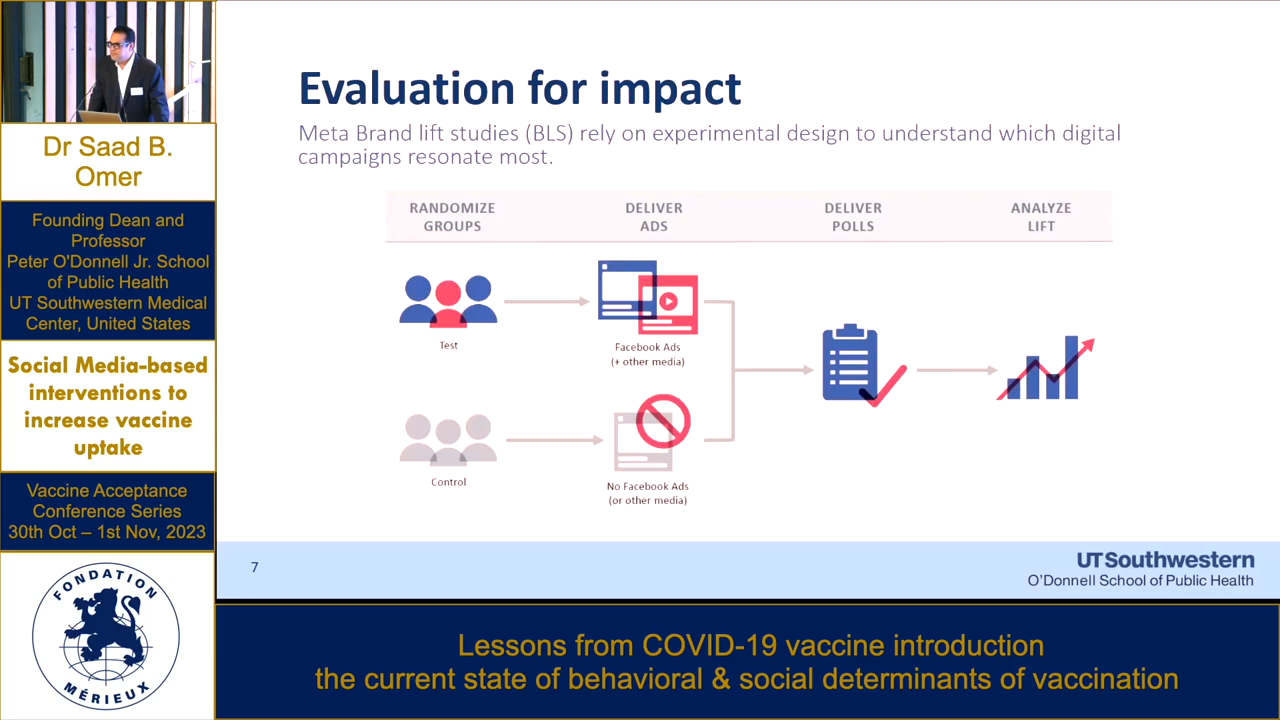 Dr Saad B.
Omer
Founding Dean and
Professor
Peter O'Donnell Jr. School
of Public Health
UT Southwestern Medical
Center, United States
Social Media-based
interventions to
increase vaccine
uptake
Vaccine Acceptance
Conference Series
30th Oct – 1st Nov, 2023
FONDATION
MÉRIEUX
Evaluation for impact
Meta Brand lift studies (BLS) rely on experimental design to understand which digital
campaigns resonate most.
RANDOMIZE
GROUPS
DELIVER
ADS
DELIVER
POLLS
ANALYZE
LIFT
Test
Facebook Ads
(+ other media)
Control
No Facebook Ads
(or other media)
7
UTSouthwestern
O'Donnell School of Public Health
Lessons from COVID-19 vaccine introduction
the current state of behavioral & social determinants of vaccination